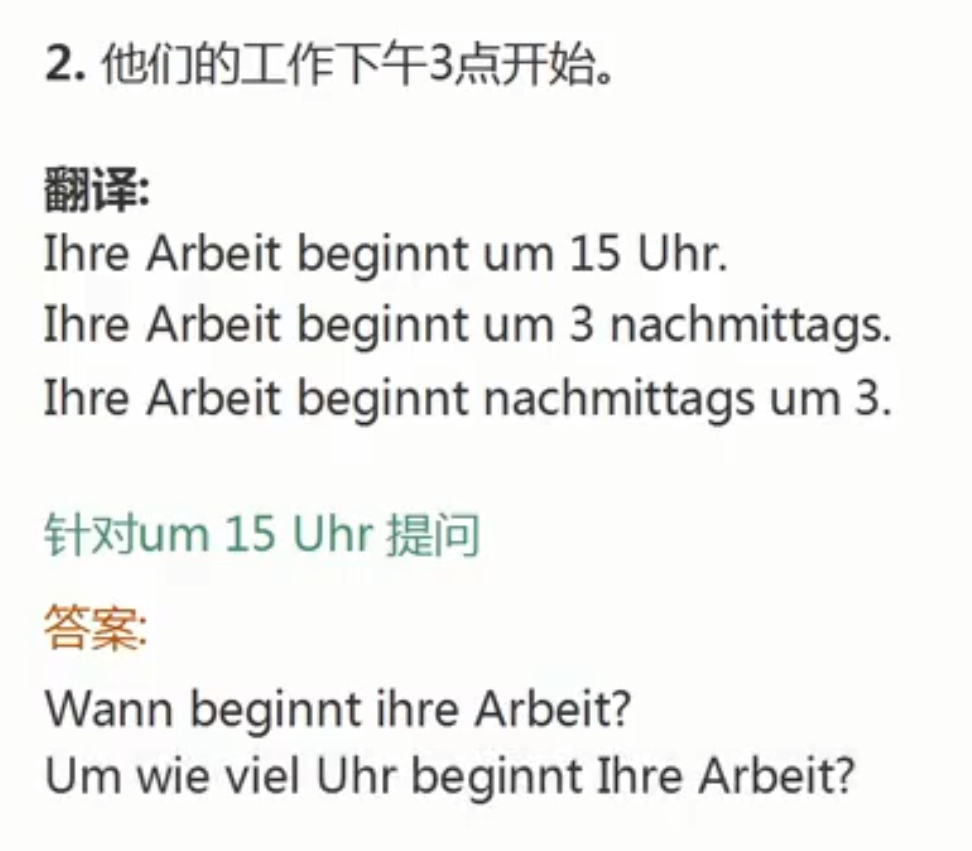 2. 他们的工作下午3点开始。
翻译:
Ihre Arbeit beginnt um 15 Uhr.
Ihre Arbeit beginnt um 3 nachmittags.
Ihre Arbeit beginnt nachmittags um 3.
针对um 15 Uhr 提问
答案:
Wann beginnt ihre Arbeit?
Um wie viel Uhr beginnt Ihre Arbeit?